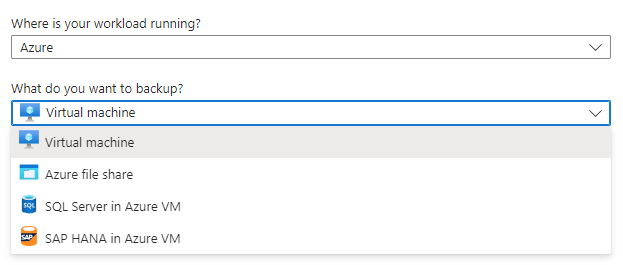 Where is your workload running?
Azure
What do you want to backup?
Virtual machine
Virtual machine
Azure file share
SQL SQL Server in Azure VM
SAP SAP HANA in Azure VM